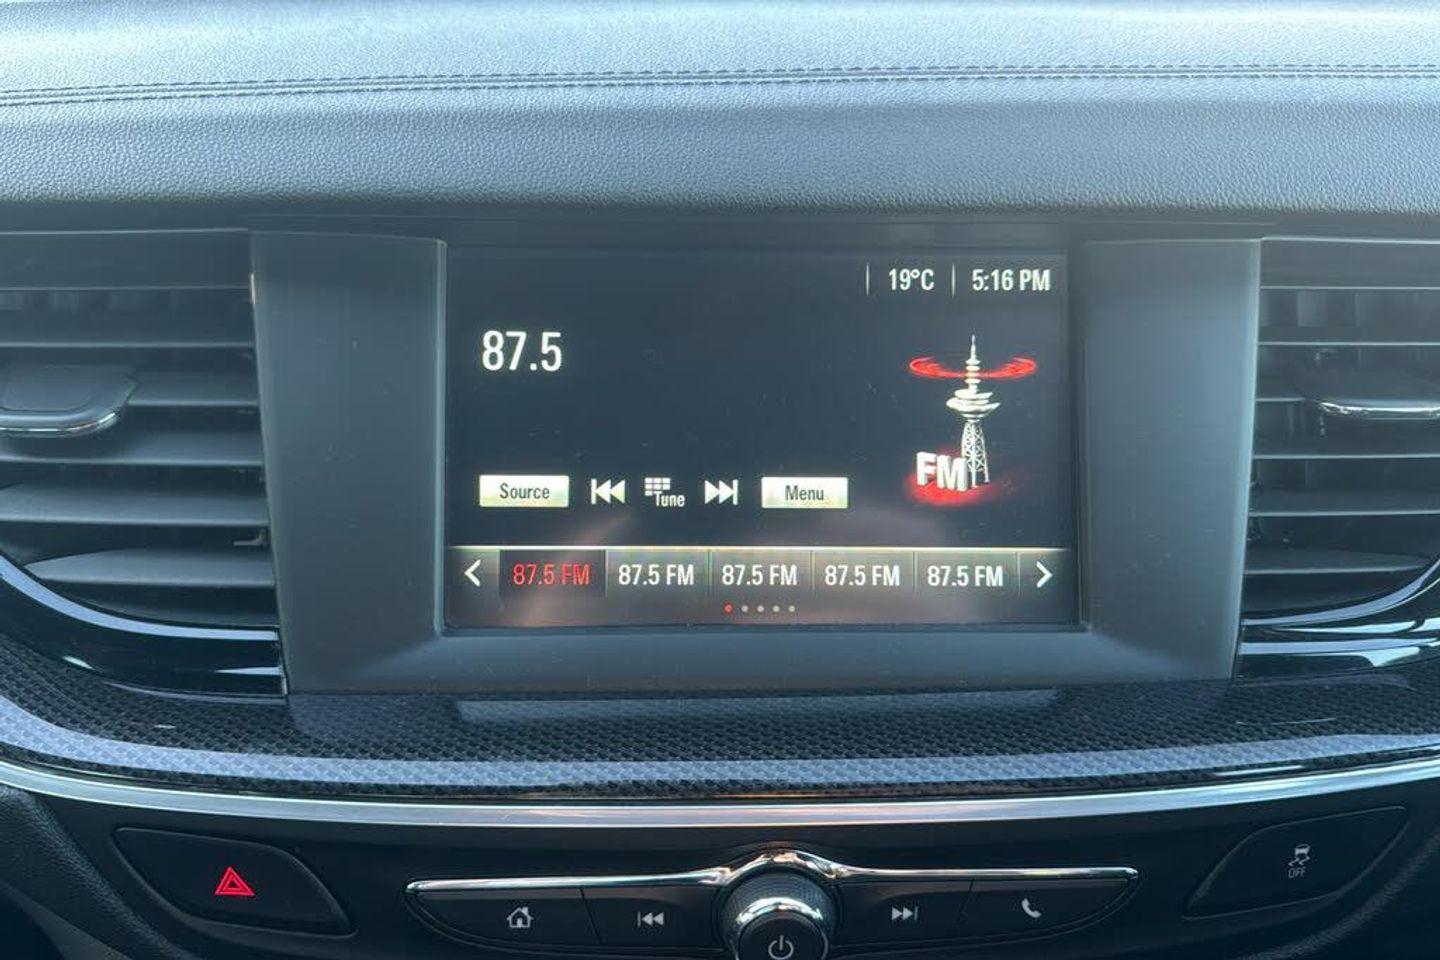 19°C 5:16 PM
87.5
FM
Source Tune Menu
87.5 FM 87.5 FM 87.5 FM 87.5 FM 87.5 FM
OFF